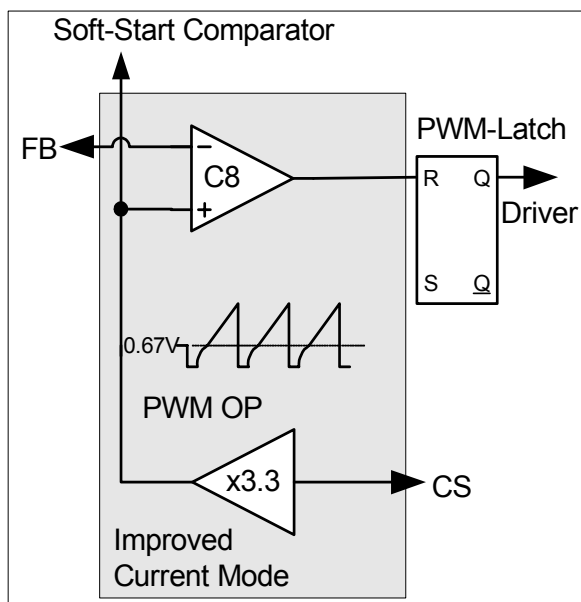 Soft-Start Comparator
FB
PWM-Latch
−
C8
+
R Q
Driver
S Q
0.67V
PWM OP
x3.3
CS
Improved
Current Mode